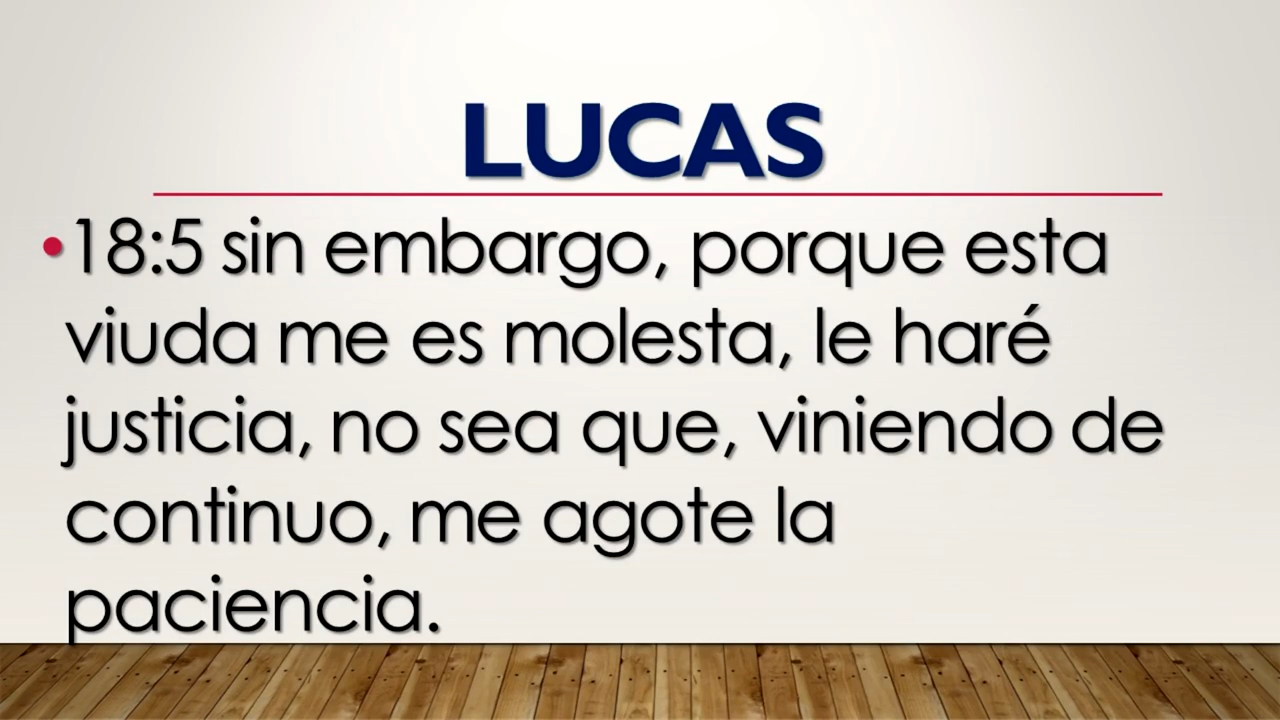 LUCAS
•18:5 sin embargo, porque esta
viuda me es molesta, le haré
justicia, no sea que, viniendo de
continuo, me agote la
paciencia.